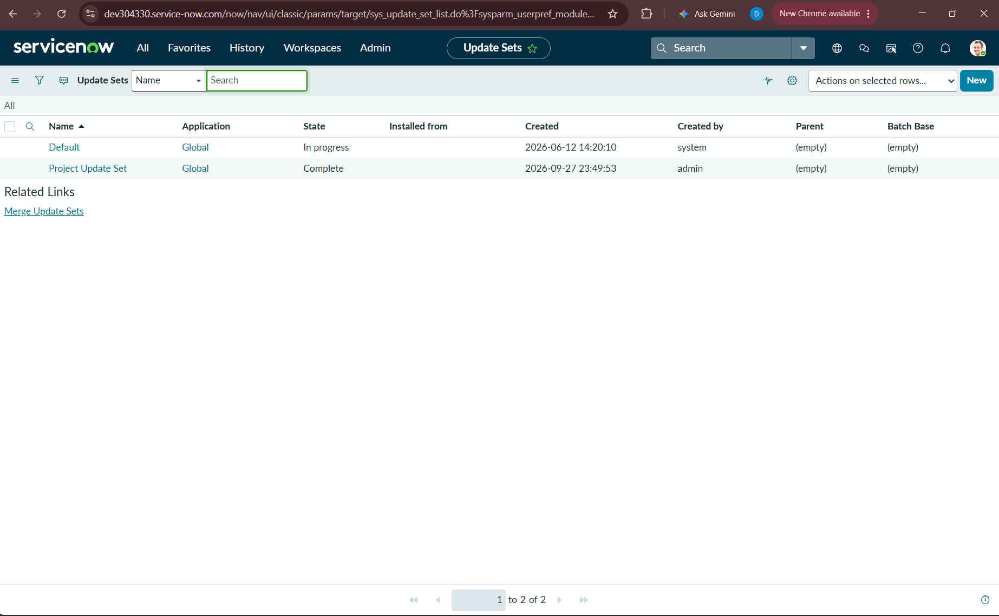 dev304330.service-now.com/now/nav/ui/classic/params/target/sys_update_set_list.do%3Fsysparm_userpref_module...
Ask Gemini
D
New Chrome available
servicenow
All
Favorites
History
Workspaces
Admin
Update Sets
Search
Update Sets
Name
Search
Actions on selected rows...
New
All
Name Application State Installed from Created Created by Parent Batch Base
Default Global In progress 2026-06-12 14:20:10 system (empty) (empty)
Project Update Set Global Complete 2026-09-27 23:49:53 admin (empty) (empty)
Related Links
Merge Update Sets
1 to 2 of 2